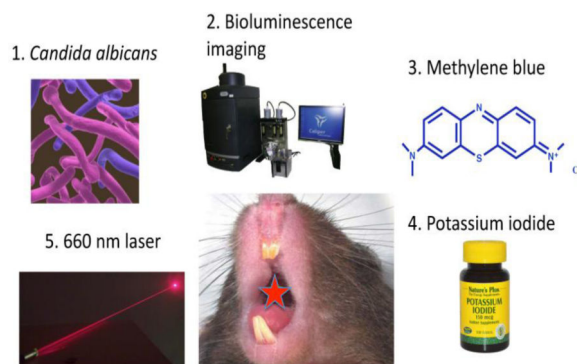 1. Candida albicans
2. Bioluminescence
imaging
3. Methylene blue
N
N
S
N+
4. Potassium iodide
5. 660 nm laser
Nature's Plus
POTASSIUM
IODIDE